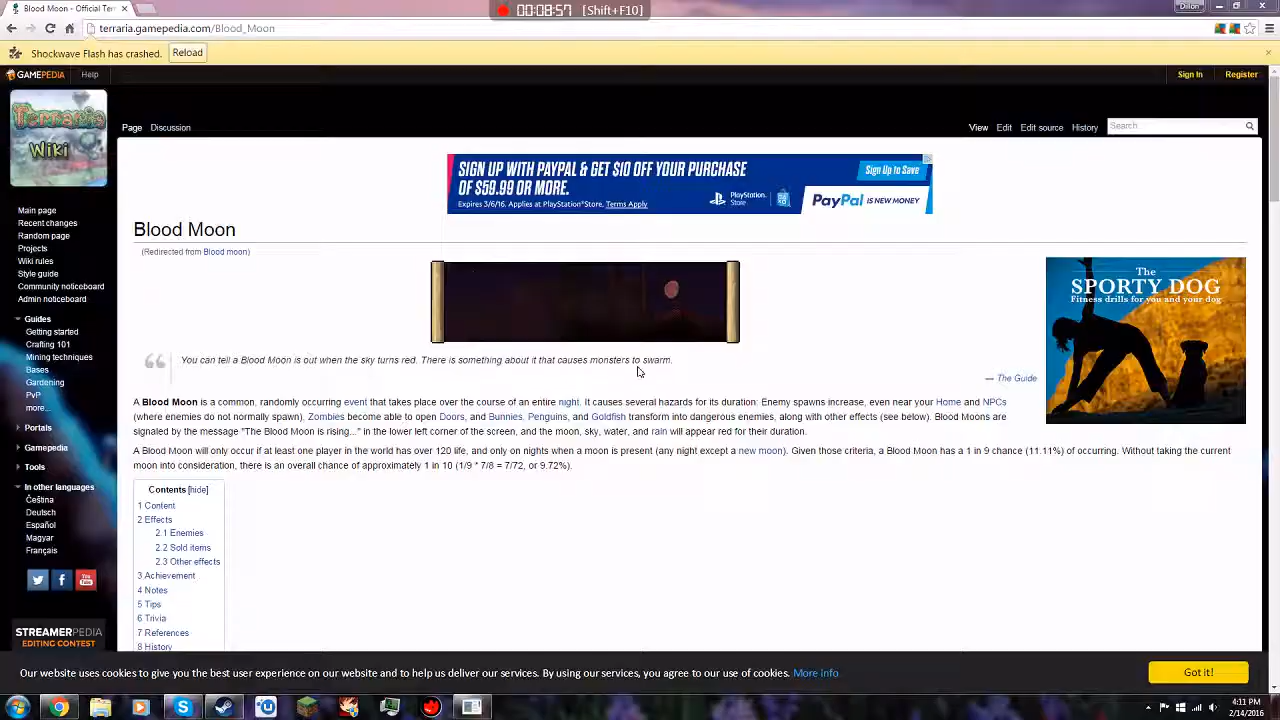 Blood Moon - Official Terr
00:08:57 [Shift+F10]
Dillon
terraria.gamepedia.com/Blood_Moon
Shockwave Flash has crashed. Reload
GAMEPEDIA Help
Sign In Register
Terraria
Wiki
Page Discussion
View Edit Edit source History Search
SIGN UP WITH PAYPAL & GET $10 OFF YOUR PURCHASE
OF $59.99 OR MORE.
Expires 3/6/16. Applies at PlayStation®Store. Terms Apply
PlayStation.
Store
Sign Up to Save
PayPal IS NEW MONEY
Main page
Recent changes
Random page
Projects
Wiki rules
Style guide
Community noticeboard
Admin noticeboard
Guides
Getting started
Crafting 101
Mining techniques
Bases
Gardening
PvP
more...
Portals
Gamepedia
Tools
In other languages
Čeština
Deutsch
Español
Magyar
Français
STREAMERPEDIA
EDITING CONTEST
Blood Moon
(Redirected from Blood moon)
The
SPORTY DOG
Fitness drills for you and your dog
You can tell a Blood Moon is out when the sky turns red. There is something about it that causes monsters to swarm.
— The Guide
A Blood Moon is a common, randomly occurring event that takes place over the course of an entire night. It causes several hazards for its duration: Enemy spawns increase, even near your Home and NPCs
(where enemies do not normally spawn). Zombies become able to open Doors, and Bunnies, Penguins, and Goldfish transform into dangerous enemies, along with other effects (see below). Blood Moons are
signaled by the message "The Blood Moon is rising..." in the lower left corner of the screen, and the moon, sky, water, and rain will appear red for their duration.
A Blood Moon will only occur if at least one player in the world has over 120 life, and only on nights when a moon is present (any night except a new moon). Given those criteria, a Blood Moon has a 1 in 9 chance (11.11%) of occurring. Without taking the current
moon into consideration, there is an overall chance of approximately 1 in 10 (1/9 * 7/8 = 7/72, or 9.72%).
Contents [hide]
1 Content
2 Effects
2.1 Enemies
2.2 Sold items
2.3 Other effects
3 Achievement
4 Notes
5 Tips
6 Trivia
7 References
8 History
Our website uses cookies to give you the best user experience on our website and to help us deliver our services. By using our services, you agree to our use of cookies. More info
Got it!
4:11 PM
2/14/2016